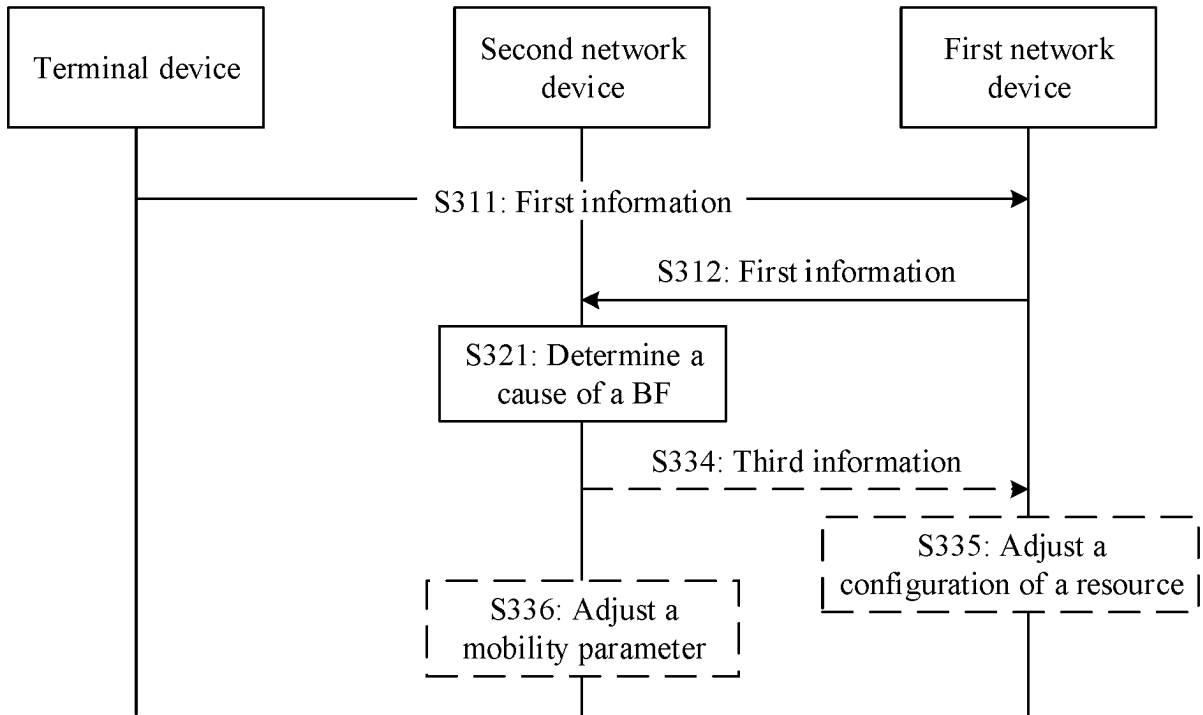 Terminal device
Second network
device
First network
device
S311: First information
S312: First information
S321: Determine a
cause of a BF
S334: Third information
S335: Adjust a
configuration of a resource
S336: Adjust a
mobility parameter